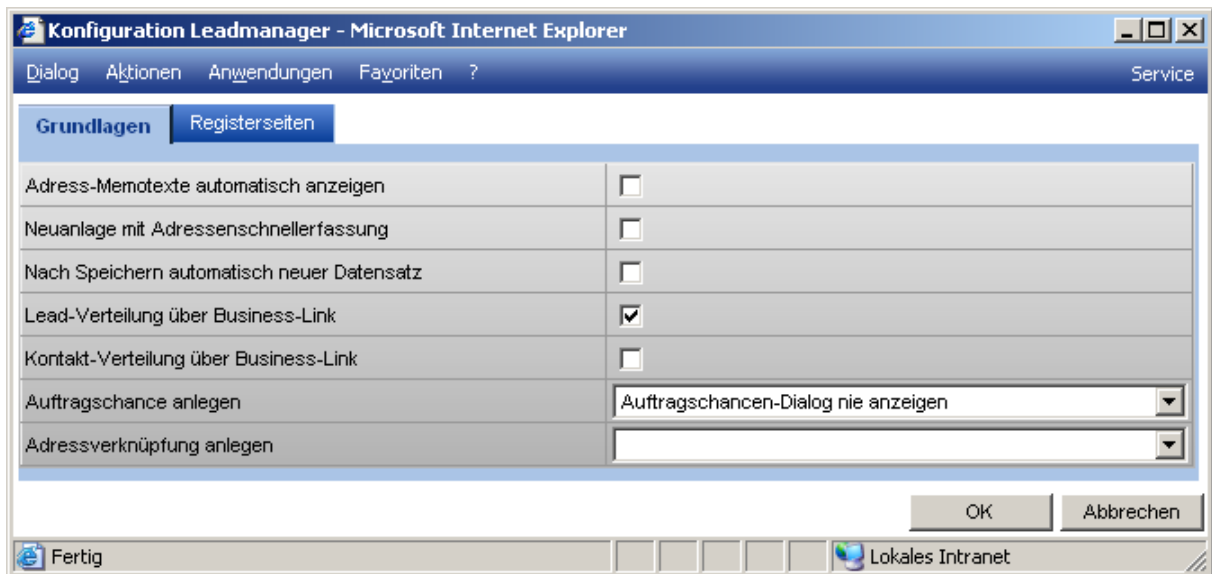 Konfiguration Leadmanager - Microsoft Internet Explorer
Dialog Aktionen Anwendungen Favoriten ? Service
Grundlagen Registerseiten
Adress-Memotexte automatisch anzeigen
Neuanlage mit Adressenschnellerfassung
Nach Speichern automatisch neuer Datensatz
Lead-Verteilung über Business-Link
Kontakt-Verteilung über Business-Link
Auftragschance anlegen Auftragschancen-Dialog nie anzeigen
Adressverknüpfung anlegen
OK Abbrechen
Fertig Lokales Intranet